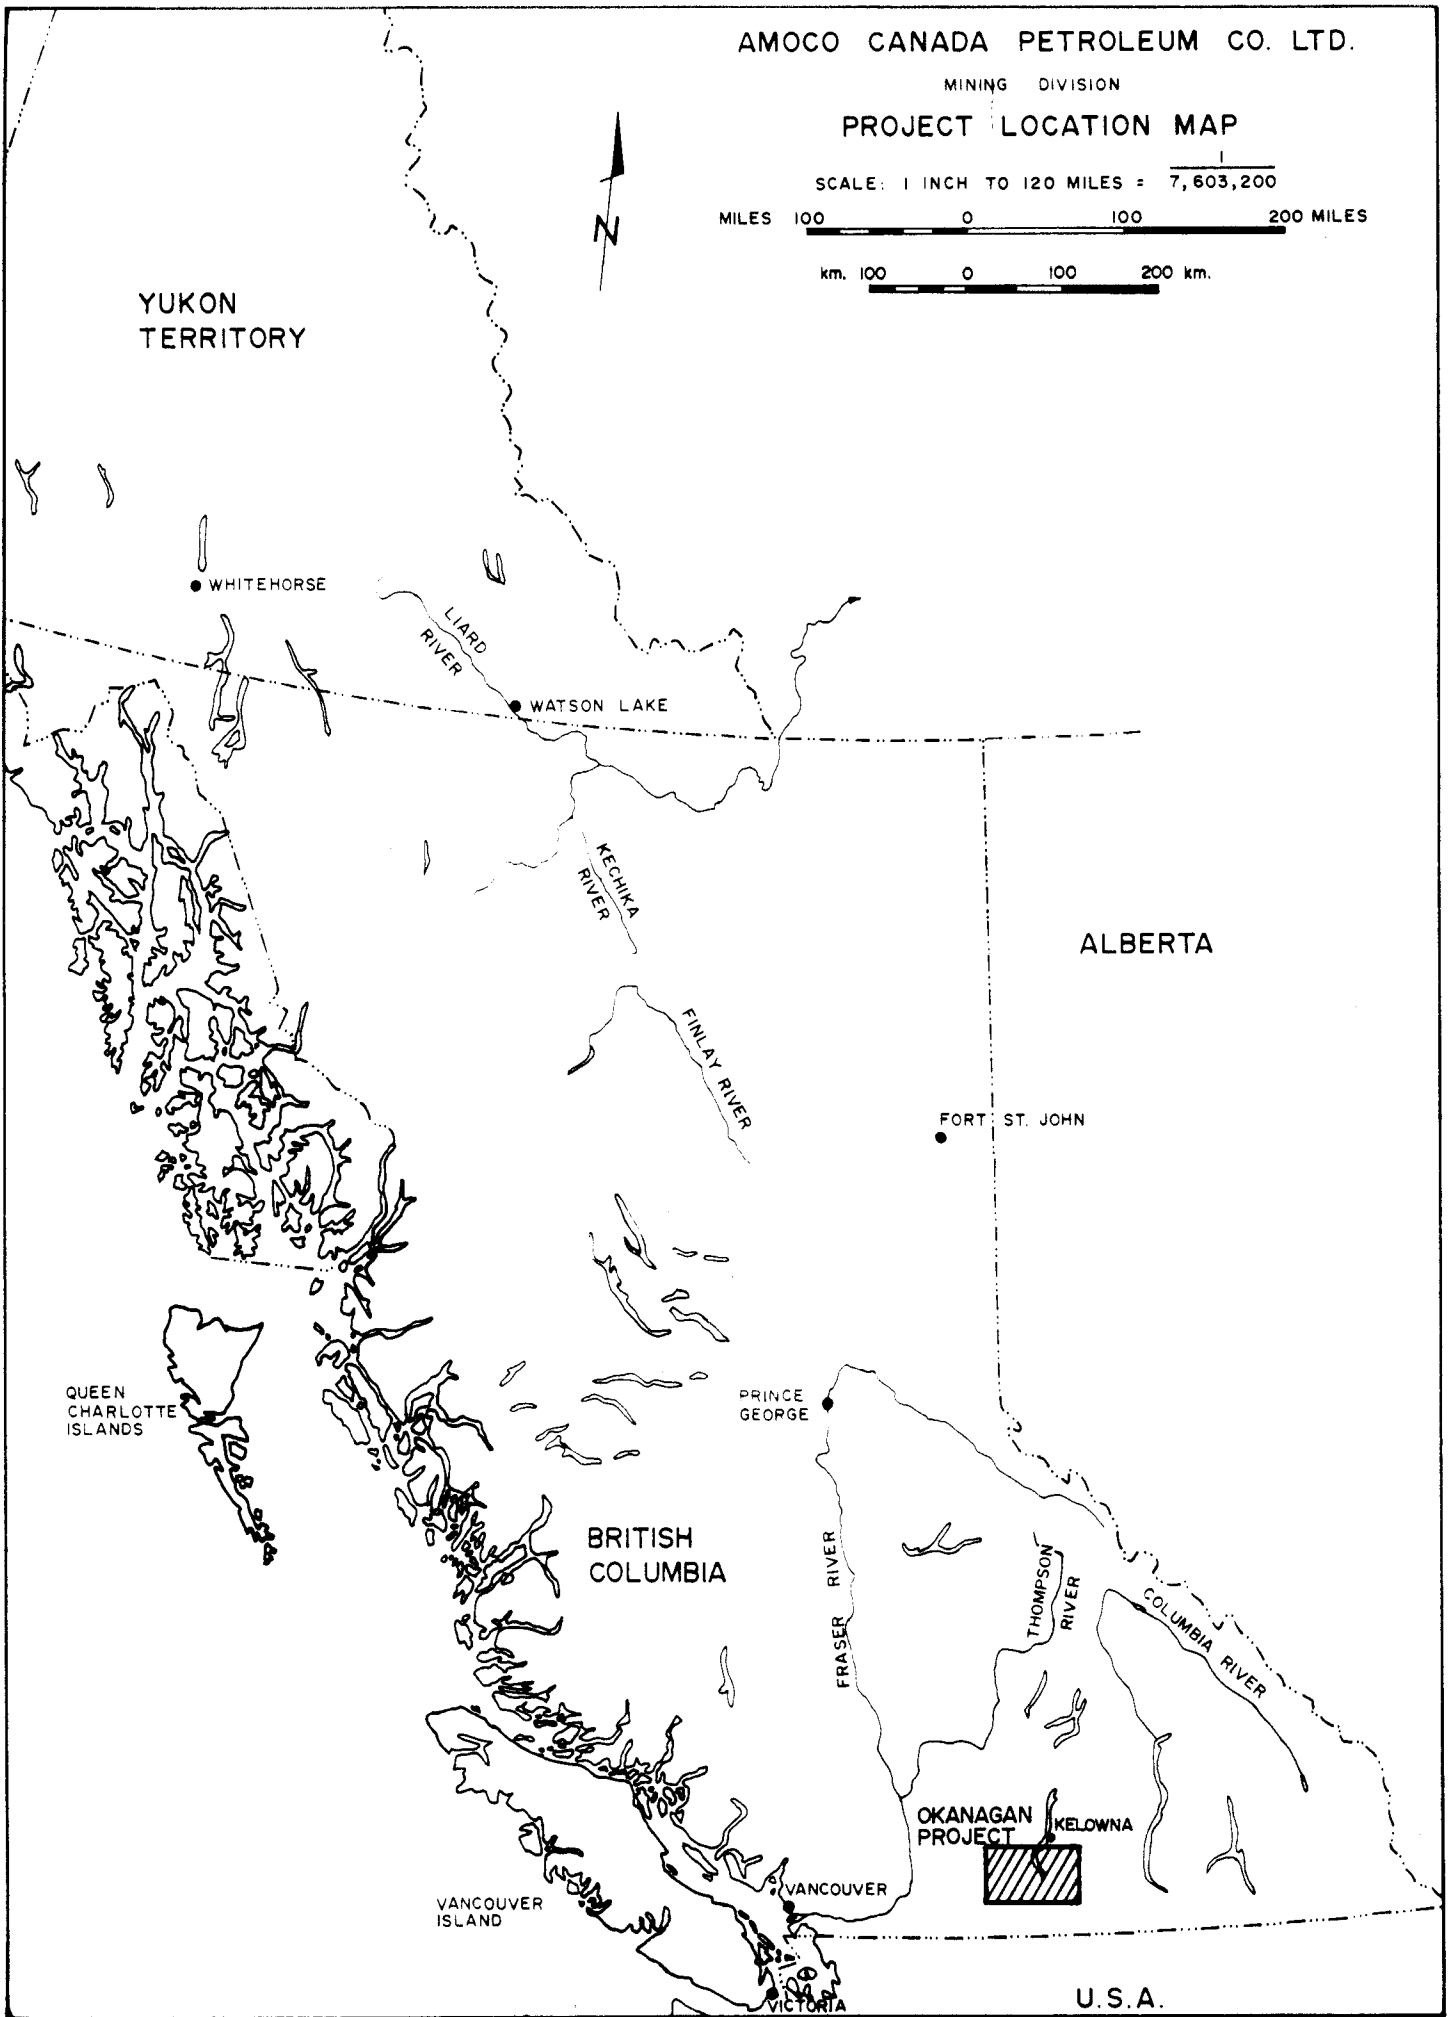 AMOCO CANADA PETROLEUM CO. LTD.
MINING DIVISION
PROJECT LOCATION MAP
SCALE: 1 INCH TO 120 MILES = 1
7,603,200
MILES 100 0 100 200 MILES
km. 100 0 100 200 km.
N
YUKON
TERRITORY
WHITEHORSE
LIARD
RIVER
WATSON LAKE
KECHIKA
RIVER
ALBERTA
FINLAY RIVER
FORT ST. JOHN
QUEEN
CHARLOTTE
ISLANDS
PRINCE
GEORGE
BRITISH
COLUMBIA
FRASER RIVER
THOMPSON
RIVER
COLUMBIA RIVER
OKANAGAN
PROJECT
KELOWNA
VANCOUVER
VANCOUVER
ISLAND
VICTORIA
U.S.A.